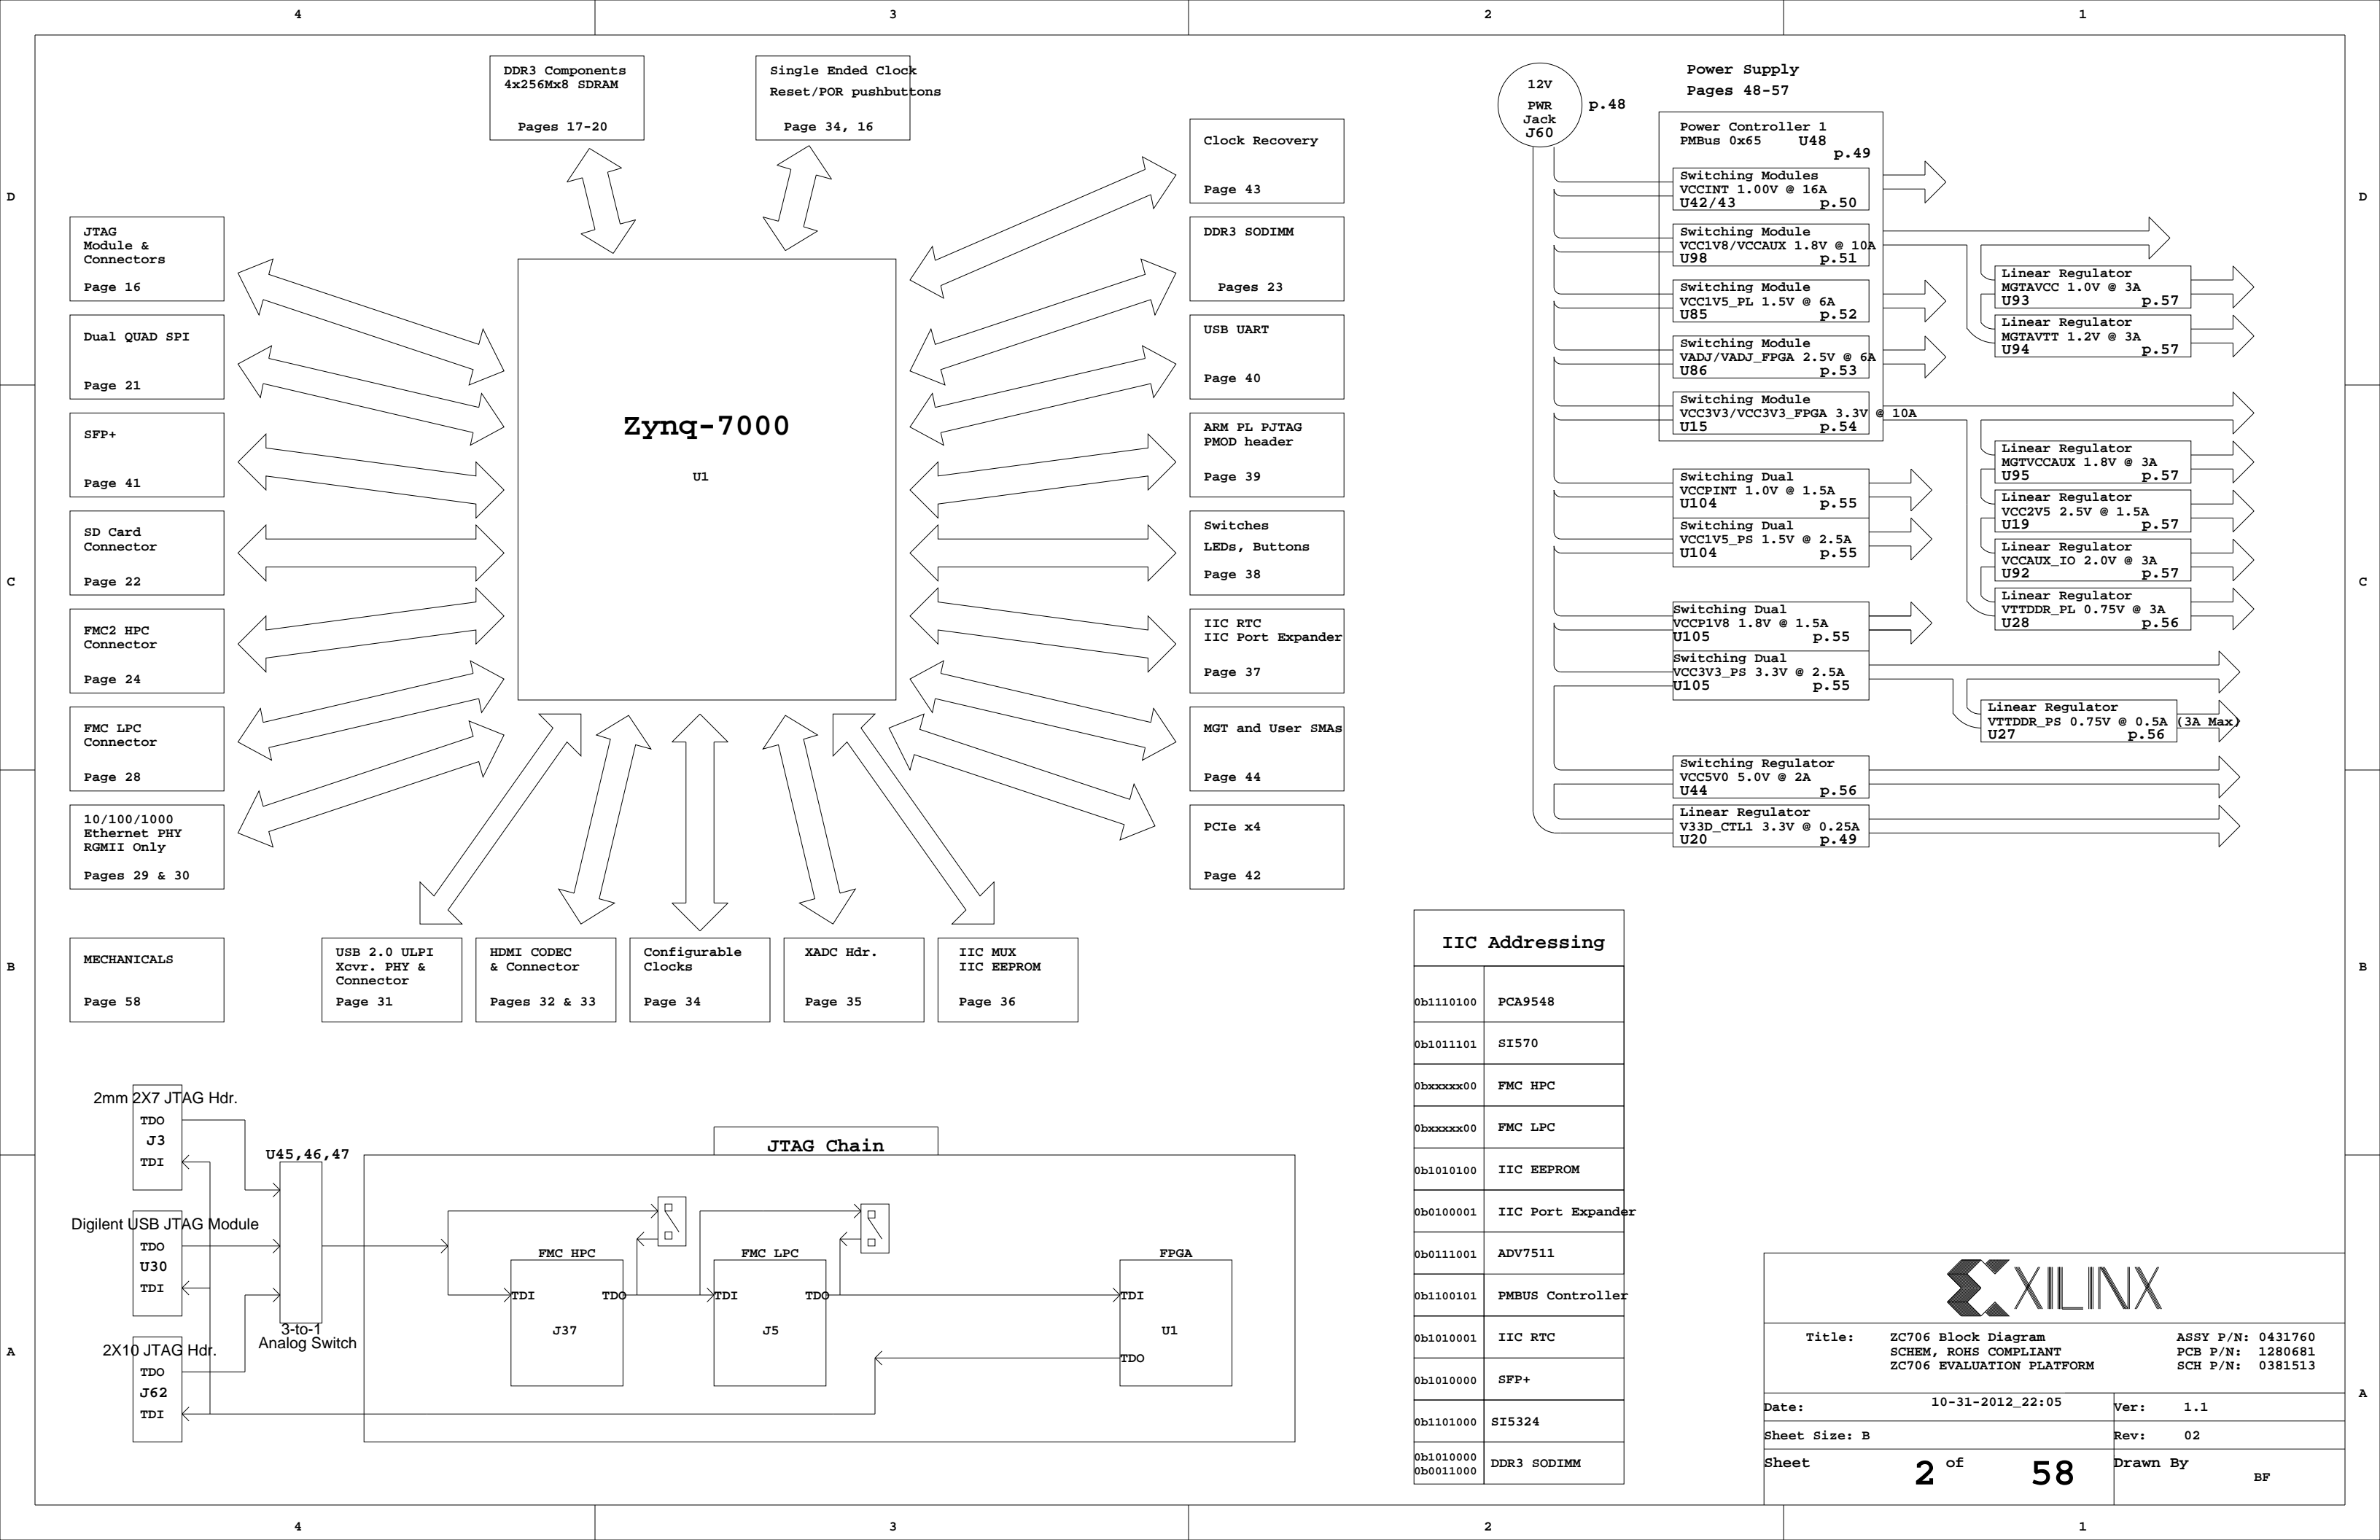 4 3 2 1
D
C
B
A
D
C
B
A
DDR3 Components
4x256Mx8 SDRAM
Pages 17-20
Single Ended Clock
Reset/POR pushbuttons
Page 34, 16
JTAG
Module &
Connectors
Page 16
Dual QUAD SPI
Page 21
SFP+
Page 41
SD Card
Connector
Page 22
FMC2 HPC
Connector
Page 24
FMC LPC
Connector
Page 28
10/100/1000
Ethernet PHY
RGMII Only
Pages 29 & 30
MECHANICALS
Page 58
Zynq-7000
U1
Clock Recovery
Page 43
DDR3 SODIMM
Pages 23
USB UART
Page 40
ARM PL PJTAG
PMOD header
Page 39
Switches
LEDs, Buttons
Page 38
IIC RTC
IIC Port Expander
Page 37
MGT and User SMAs
Page 44
PCIe x4
Page 42
USB 2.0 ULPI
Xcvr. PHY &
Connector
Page 31
HDMI CODEC
& Connector
Pages 32 & 33
Configurable
Clocks
Page 34
XADC Hdr.
Page 35
IIC MUX
IIC EEPROM
Page 36
12V
PWR
Jack
J60
p.48
Power Supply
Pages 48-57
Power Controller 1
PMBus 0x65 U48
p.49
Switching Modules
VCCINT 1.00V @ 16A
U42/43 p.50
Switching Module
VCC1V8/VCCAUX 1.8V @ 10A
U98 p.51
Switching Module
VCC1V5_PL 1.5V @ 6A
U85 p.52
Switching Module
VADJ/VADJ_FPGA 2.5V @ 6A
U86 p.53
Switching Module
VCC3V3/VCC3V3_FPGA 3.3V @ 10A
U15 p.54
Switching Dual
VCCPINT 1.0V @ 1.5A
U104 p.55
Switching Dual
VCC1V5_PS 1.5V @ 2.5A
U104 p.55
Switching Dual
VCCP1V8 1.8V @ 1.5A
U105 p.55
Switching Dual
VCC3V3_PS 3.3V @ 2.5A
U105 p.55
Switching Regulator
VCC5V0 5.0V @ 2A
U44 p.56
Linear Regulator
V33D_CTL1 3.3V @ 0.25A
U20 p.49
Linear Regulator
MGTAVCC 1.0V @ 3A
U93 p.57
Linear Regulator
MGTAVTT 1.2V @ 3A
U94 p.57
Linear Regulator
MGTVCCAUX 1.8V @ 3A
U95 p.57
Linear Regulator
VCC2V5 2.5V @ 1.5A
U19 p.57
Linear Regulator
VCCAUX_IO 2.0V @ 3A
U92 p.57
Linear Regulator
VTTDDR_PL 0.75V @ 3A
U28 p.56
Linear Regulator
VTTDDR_PS 0.75V @ 0.5A (3A Max)
U27 p.56
IIC Addressing
0b1110100 PCA9548
0b1011101 SI570
0bxxxxx00 FMC HPC
0bxxxxx00 FMC LPC
0b1010100 IIC EEPROM
0b0100001 IIC Port Expander
0b0111001 ADV7511
0b1100101 PMBUS Controller
0b1010001 IIC RTC
0b1010000 SFP+
0b1101000 SI5324
0b1010000
0b0011000 DDR3 SODIMM
2mm 2X7 JTAG Hdr.
TDO
J3
TDI
Digilent USB JTAG Module
TDO
U30
TDI
2X10 JTAG Hdr.
TDO
J62
TDI
U45,46,47
3-to-1
Analog Switch
JTAG Chain
FMC HPC
TDI TDO
J37
FMC LPC
TDI TDO
J5
FPGA
TDI
U1
TDO
XILINX
Title: ZC706 Block Diagram
SCHEM, ROHS COMPLIANT
ZC706 EVALUATION PLATFORM
ASSY P/N: 0431760
PCB P/N: 1280681
SCH P/N: 0381513
Date: 10-31-2012_22:05
Ver: 1.1
Sheet Size: B
Rev: 02
Sheet 2 of 58
Drawn By
BF
4 3 2 1